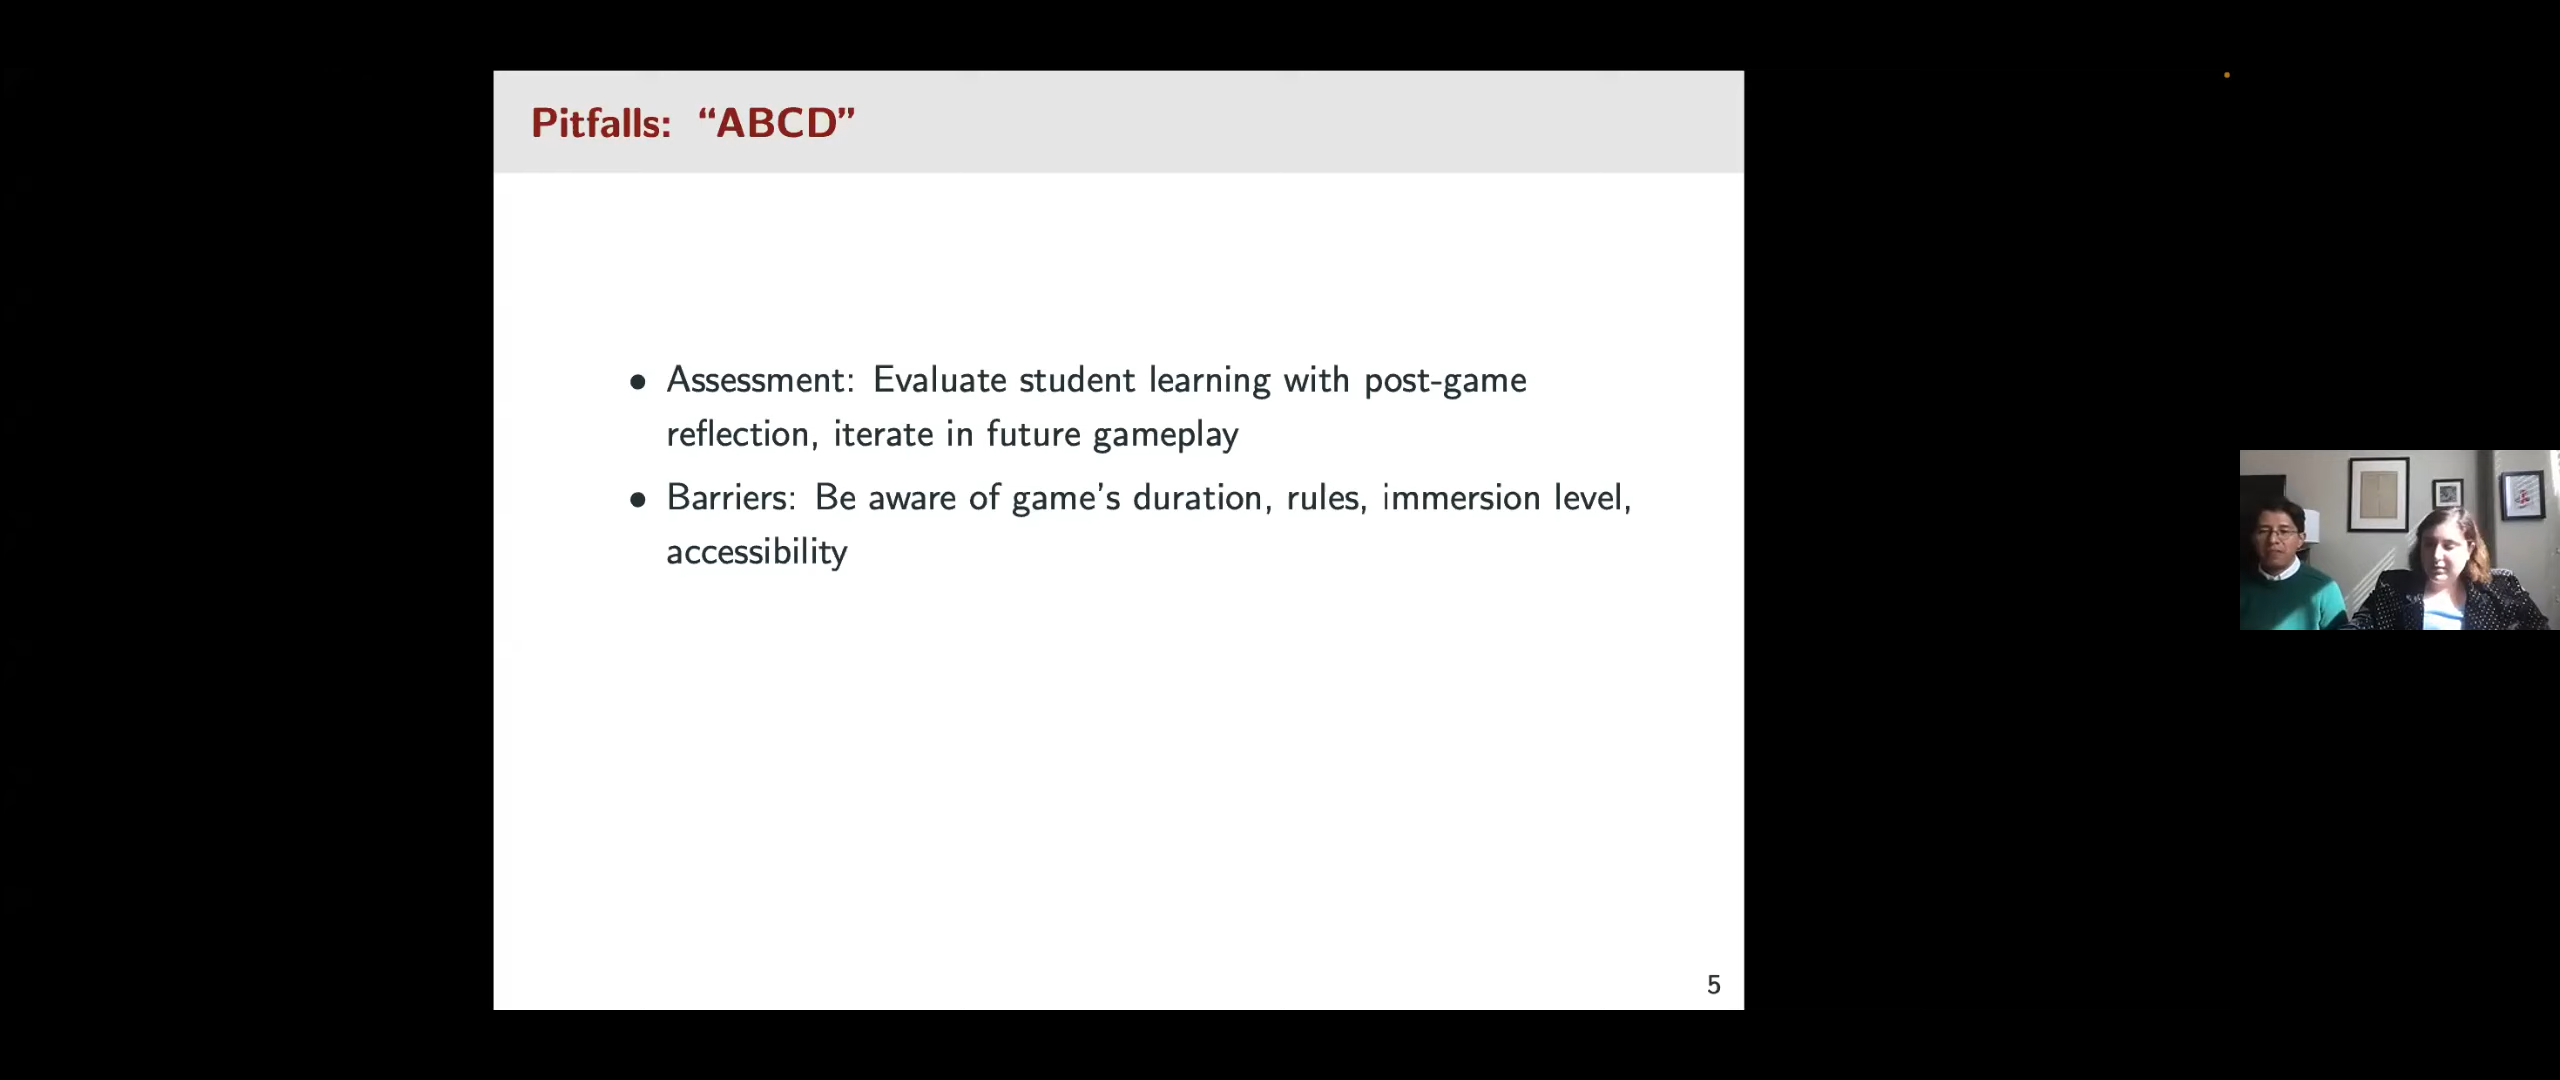 Pitfalls: “ABCD”
• Assessment: Evaluate student learning with post-game
reflection, iterate in future gameplay
• Barriers: Be aware of game’s duration, rules, immersion level,
accessibility
5